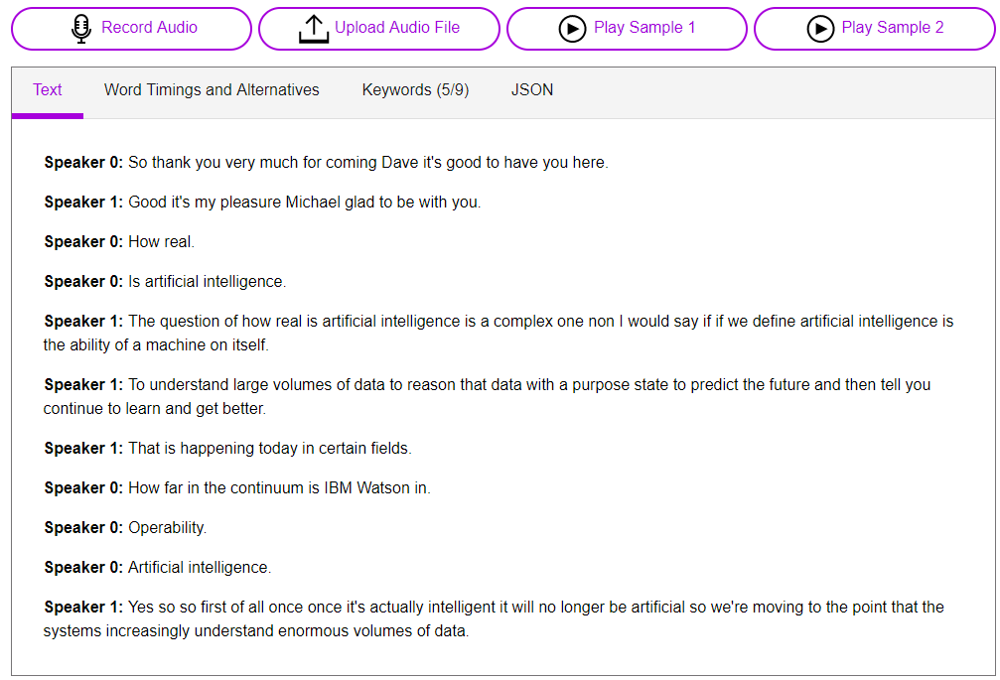 Record Audio
Upload Audio File
Play Sample 1
Play Sample 2
Text
Word Timings and Alternatives
Keywords (5/9)
JSON
Speaker 0: So thank you very much for coming Dave it's good to have you here.
Speaker 1: Good it's my pleasure Michael glad to be with you.
Speaker 0: How real.
Speaker 0: Is artificial intelligence.
Speaker 1: The question of how real is artificial intelligence is a complex one non I would say if if we define artificial intelligence is
the ability of a machine on itself.
Speaker 1: To understand large volumes of data to reason that data with a purpose state to predict the future and then tell you
continue to learn and get better.
Speaker 1: That is happening today in certain fields.
Speaker 0: How far in the continuum is IBM Watson in.
Speaker 0: Operability.
Speaker 0: Artificial intelligence.
Speaker 1: Yes so so first of all once once it's actually intelligent it will no longer be artificial so we're moving to the point that the
systems increasingly understand enormous volumes of data.